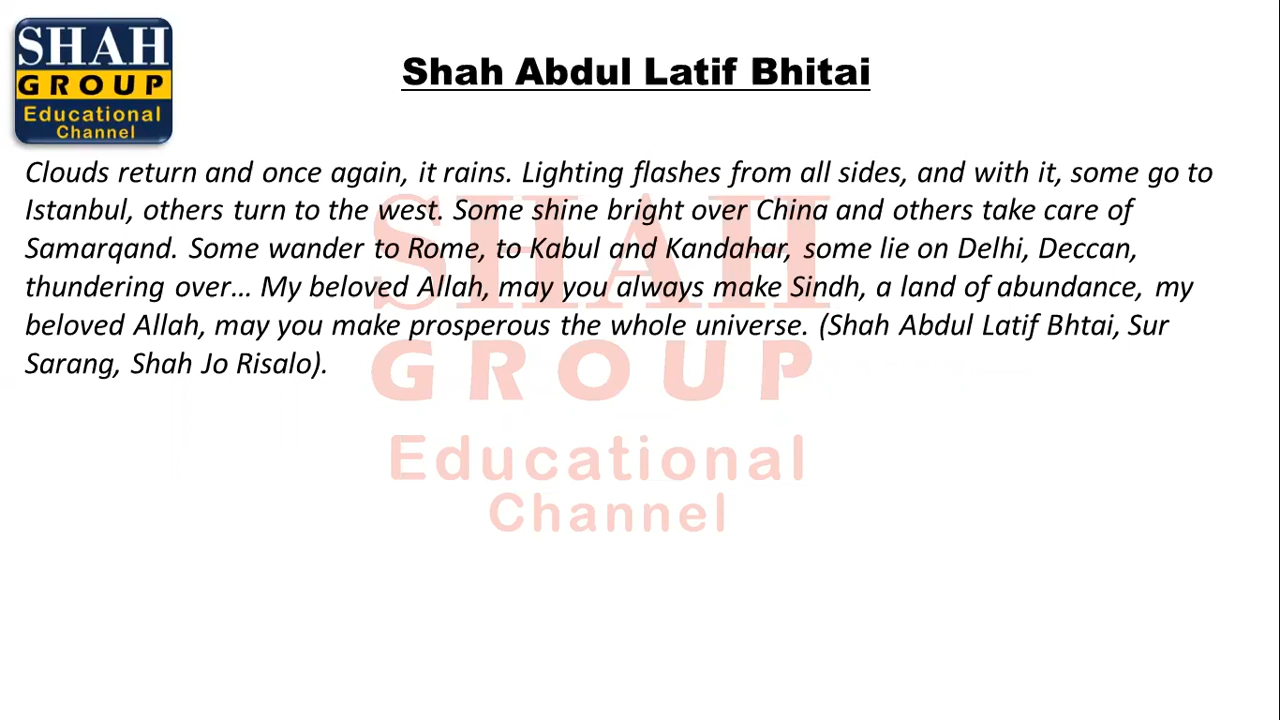 SHAH
GROUP
Educational
Channel
Shah Abdul Latif Bhitai
Clouds return and once again, it rains. Lighting flashes from all sides, and with it, some go to
Istanbul, others turn to the west. Some shine bright over China and others take care of
Samarqand. Some wander to Rome, to Kabul and Kandahar, some lie on Delhi, Deccan,
thundering over... My beloved Allah, may you always make Sindh, a land of abundance, my
beloved Allah, may you make prosperous the whole universe. (Shah Abdul Latif Bhtai, Sur
Sarang, Shah Jo Risalo).
SHAH
GROUP
Educational
Channel